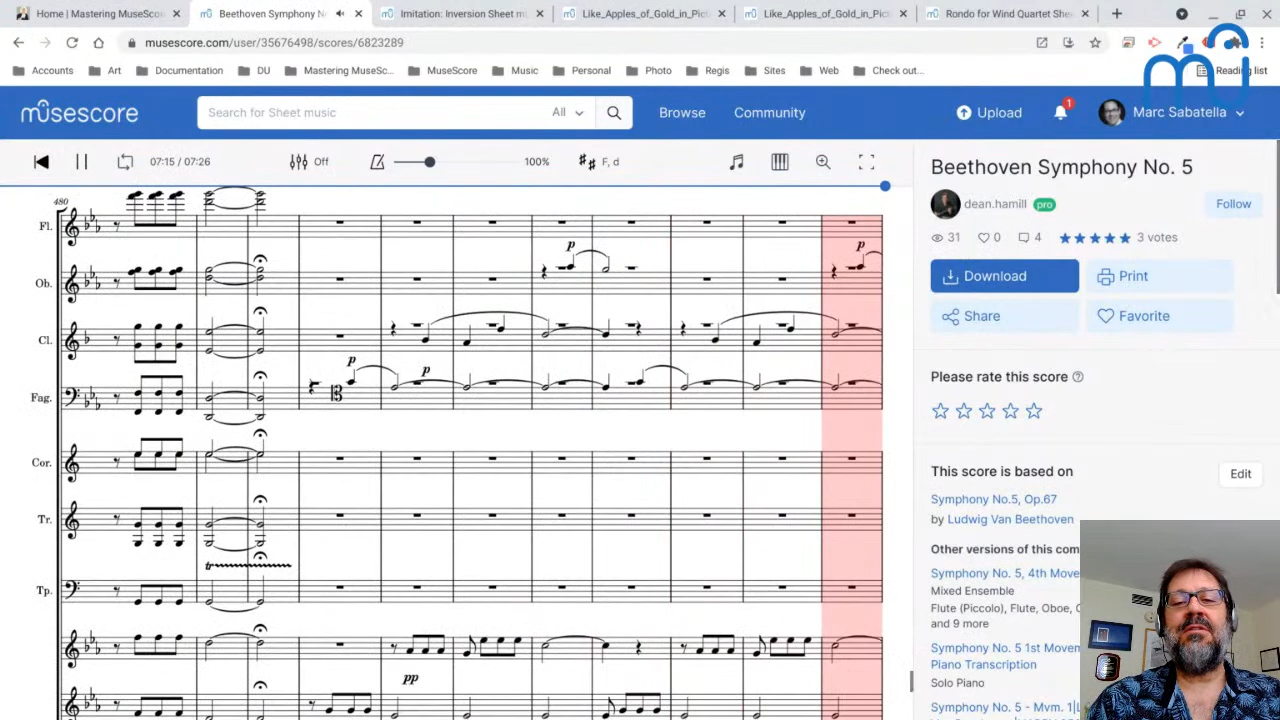 Home | Mastering MuseSco
Beethoven Symphony N
Imitation: Inversion Sheet m
Like_Apples_of_Gold_in_Pict
Like_Apples_of_Gold_in_Pict
Rondo for Wind Quartet She
musescore.com/user/35676498/scores/6823289
Accounts
Art
Documentation
DU
Mastering MuseSc...
MuseScore
Music
Personal
Photo
Regis
Sites
Web
Check out...
Reading list
musescore
Search for Sheet music
All
Browse
Community
Upload
1
Marc Sabatella
07:15 / 07:26
Off
100%
F, d
Beethoven Symphony No. 5
dean.hamill pro
Follow
31 0 4 3 votes
Download
Print
Share
Favorite
Please rate this score
This score is based on
Edit
Symphony No.5, Op.67
by Ludwig Van Beethoven
Other versions of this com
Symphony No. 5, 4th Move
Mixed Ensemble
Flute (Piccolo), Flute, Oboe, C
and 9 more
Symphony No. 5 1st Movem
Piano Transcription
Solo Piano
Symphony No. 5 - Mvm. 1|L
480
Fl.
p
p
Ob.
Cl.
p
p
Fag.
Cor.
Tr.
tr
Tp.
pp